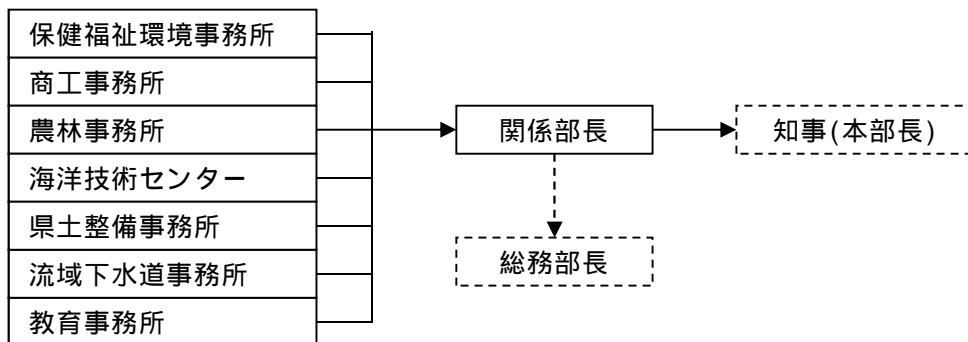 保健福祉環境事務所
商工事務所
農林事務所
関係部長
知事(本部長)
海洋技術センター
県土整備事務所
総務部長
流域下水道事務所
教育事務所